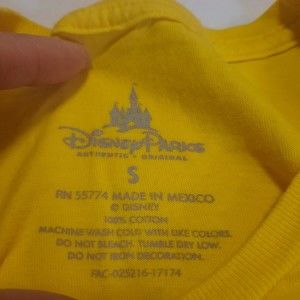 Disney Parks
AUTHENTIC • ORIGINAL
S
RN 55774 MADE IN MEXICO
© DISNEY
100% COTTON
MACHINE WASH COLD WITH LIKE COLORS.
DO NOT BLEACH. TUMBLE DRY LOW.
DO NOT IRON DECORATION.
FAC-025216-17174